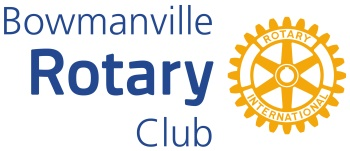 Bowmanville
Rotary
Club
ROTARY
INTERNATIONAL